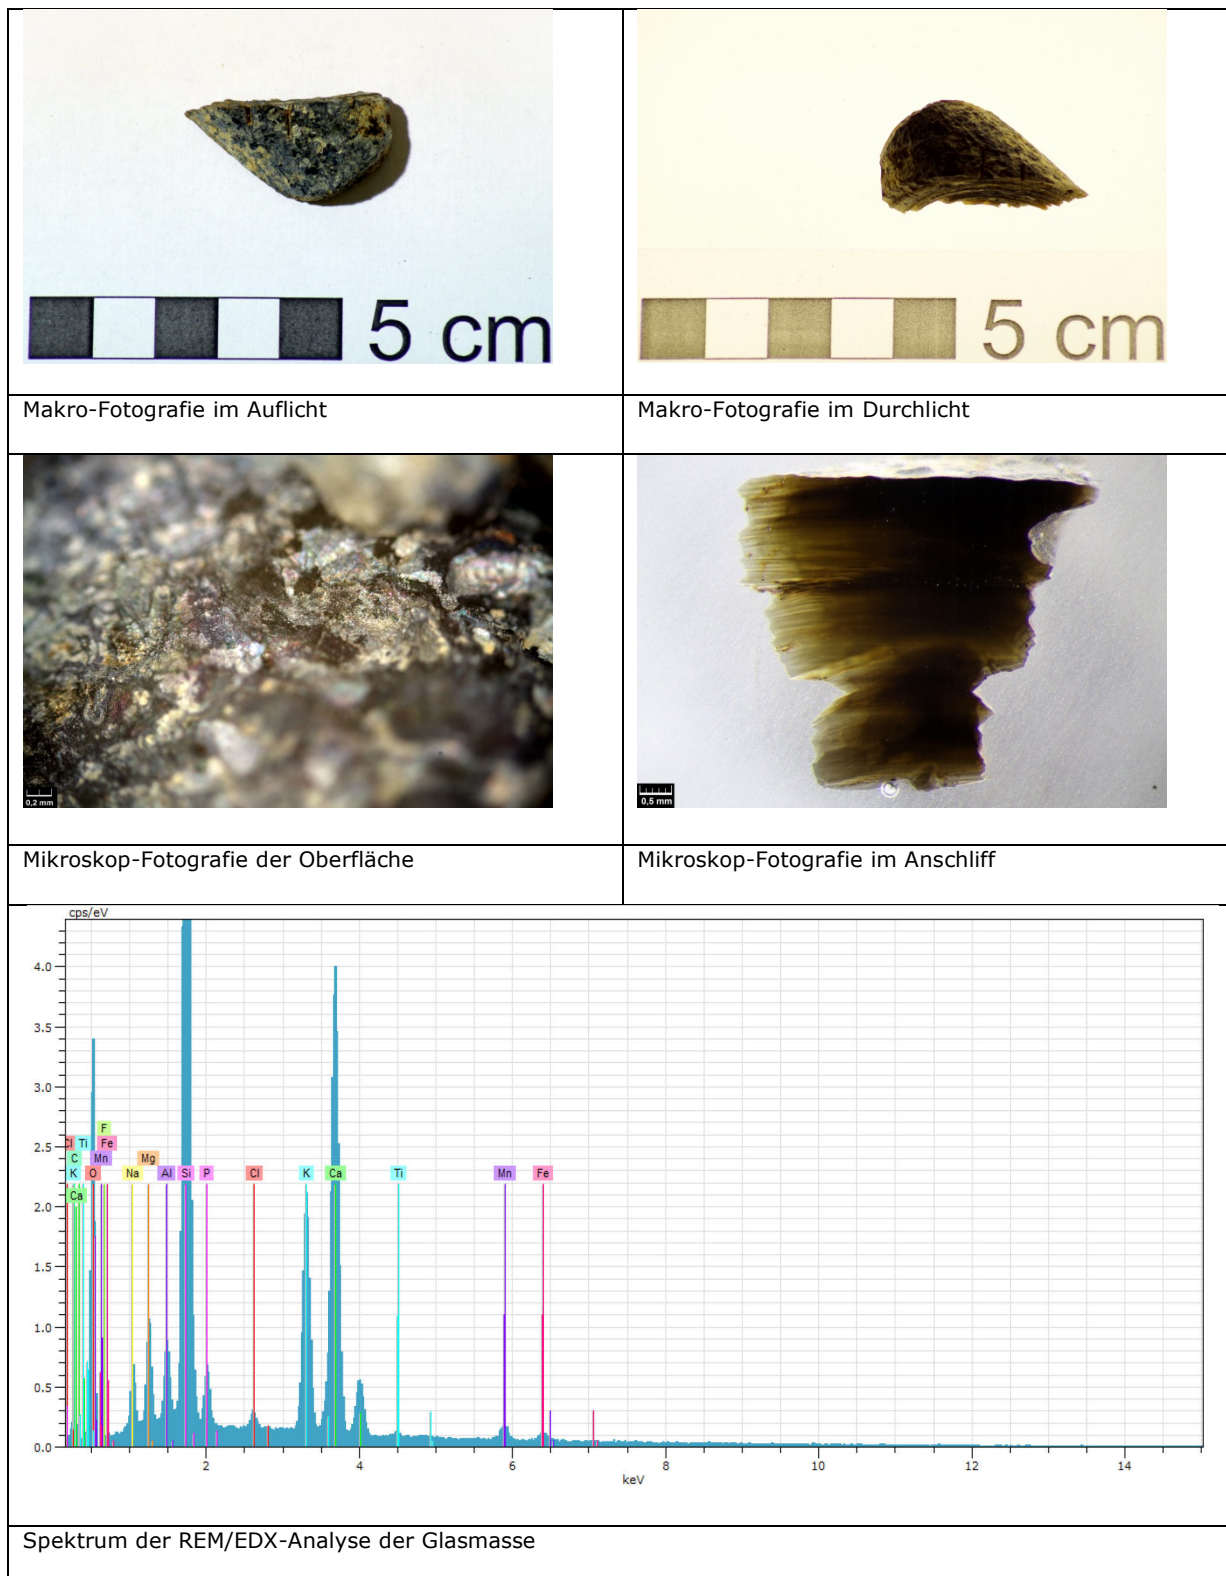 5 cm
5 cm
Makro-Fotografie im Auflicht
Makro-Fotografie im Durchlicht
0,2 mm
0,5 mm
Mikroskop-Fotografie der Oberfläche
Mikroskop-Fotografie im Anschliff
cps/eV
4.0
3.5
3.0
F
2.5 Ti Fe
C Mn Mg
K O Na Al Si P Cl K Ca Ti Mn Fe
Ca
2.0
1.5
1.0
0.5
0.0
2 4 6 8 10 12 14
keV
Spektrum der REM/EDX-Analyse der Glasmasse